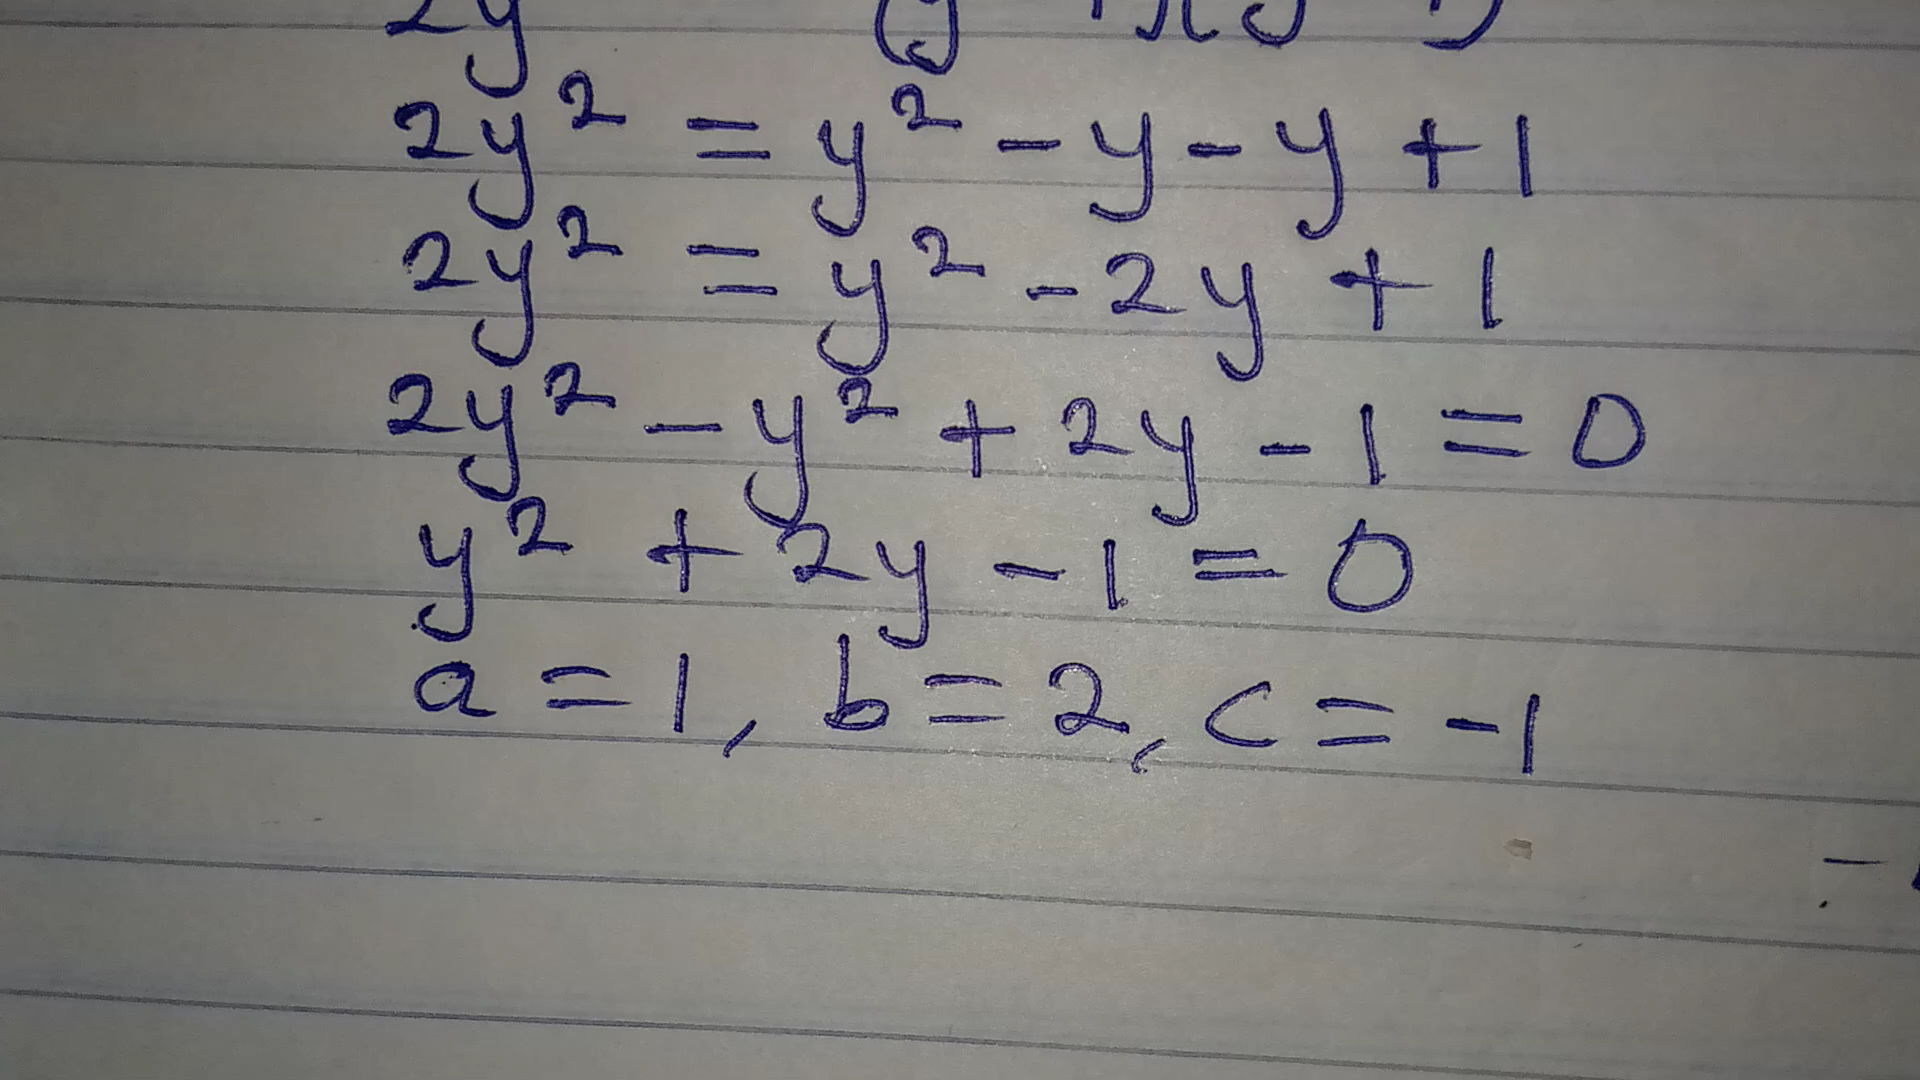 2y² = y² - y - y + 1
2y² = y² - 2y + 1
2y² - y² + 2y - 1 = 0
y² + 2y - 1 = 0
a = 1, b = 2, c = -1